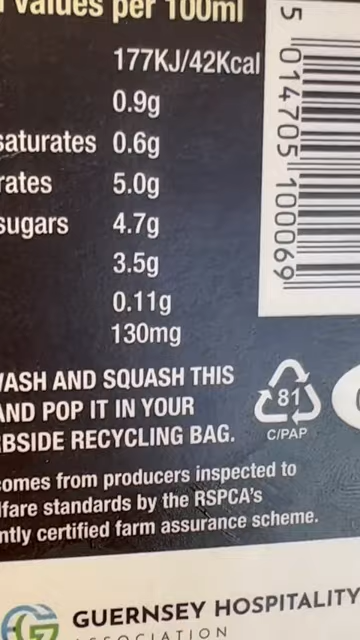 values per 100ml
177KJ/42Kcal
0.9g
saturates 0.6g
rates 5.0g
sugars 4.7g
3.5g
0.11g
130mg
WASH AND SQUASH THIS
AND POP IT IN YOUR
RBSIDE RECYCLING BAG.
comes from producers inspected to
lfare standards by the RSPCA's
ntly certified farm assurance scheme.
5 014705 100069
81
C/PAP
GUERNSEY HOSPITALITY
ASSOCIATION